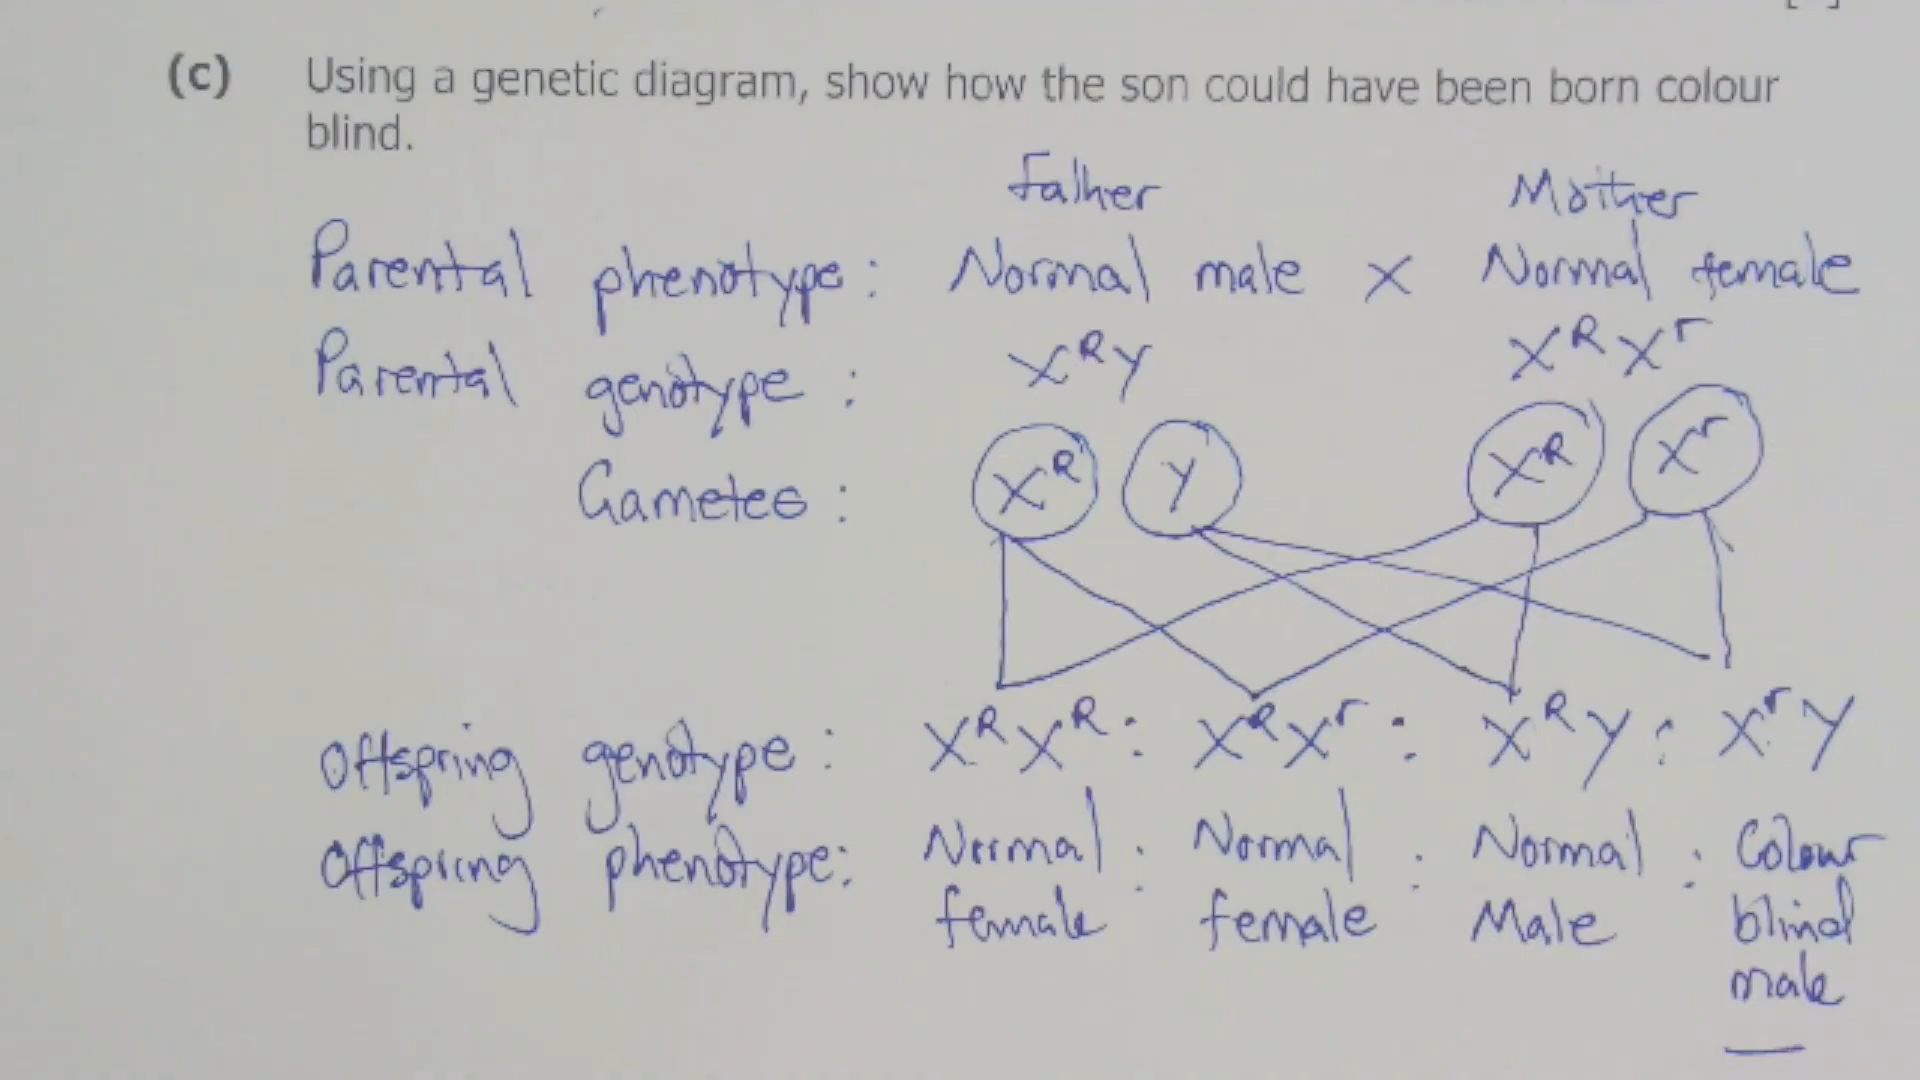 (c) Using a genetic diagram, show how the son could have been born colour
blind.
Father Mother
Parental phenotype : Normal male X Normal female
Parental genotype : XᴿY XᴿXʳ
Gametes : Xᴿ Y Xᴿ Xʳ
Offspring genotype : XᴿXᴿ : XᴿXʳ : XᴿY : XʳY
Offspring phenotype: Normal : Normal : Normal : Colour
female female Male blind
male